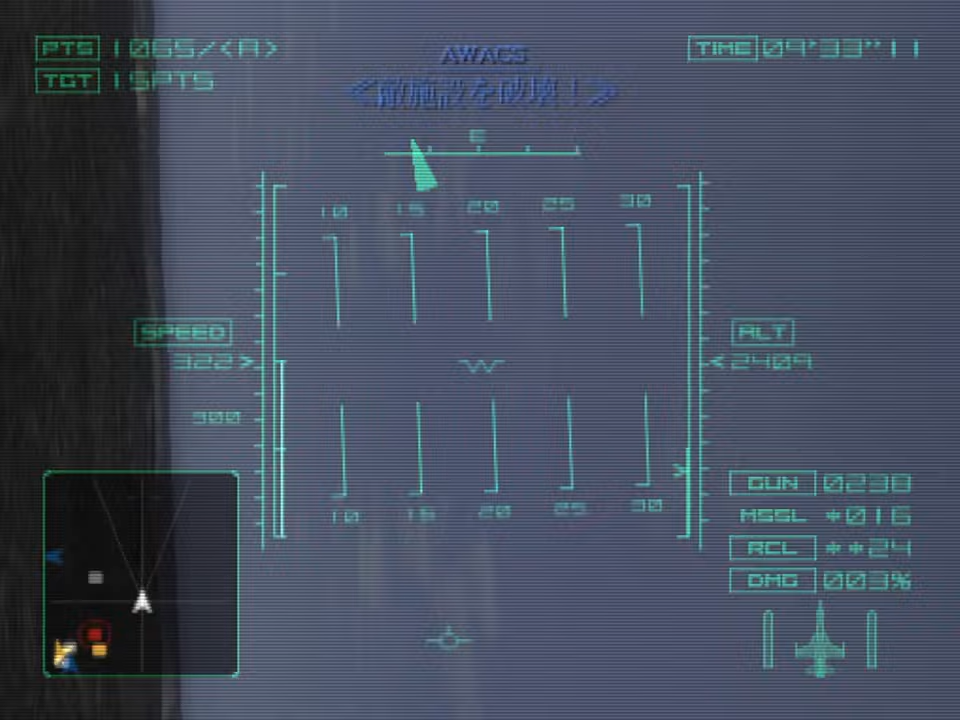 PTS 1065/<A>
TGT 15PTS
AWACS
<<敵施設を破壊!>>
TIME 09'33"11
E
10 15 20 25 30
SPEED
322>
300
ALT
<2409
10 15 20 25 30
GUN 0238
MSSL *016
RCL **24
DMG 003%